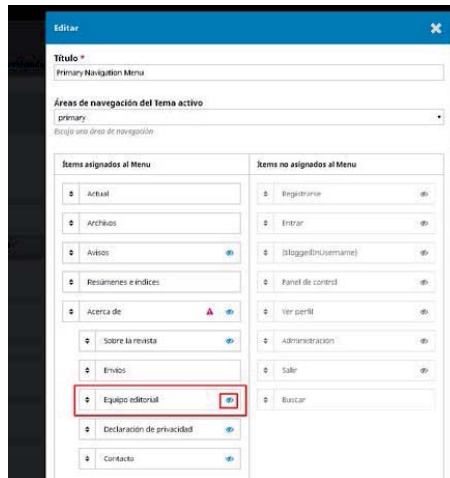 Editar
Título *
Primary Navigation Menu
Áreas de navegación del Tema activo
primary
Escoja una área de navegación
Ítems asignados al Menu
Ítems no asignados al Menu
Actual
Registrarse
Archivos
Entrar
Avisos
{$loggedInUsername}
Resúmenes e índices
Panel de control
Acerca de
Ver perfil
Sobre la revista
Administración
Envíos
Salir
Equipo editorial
Buscar
Declaración de privacidad
Contacto